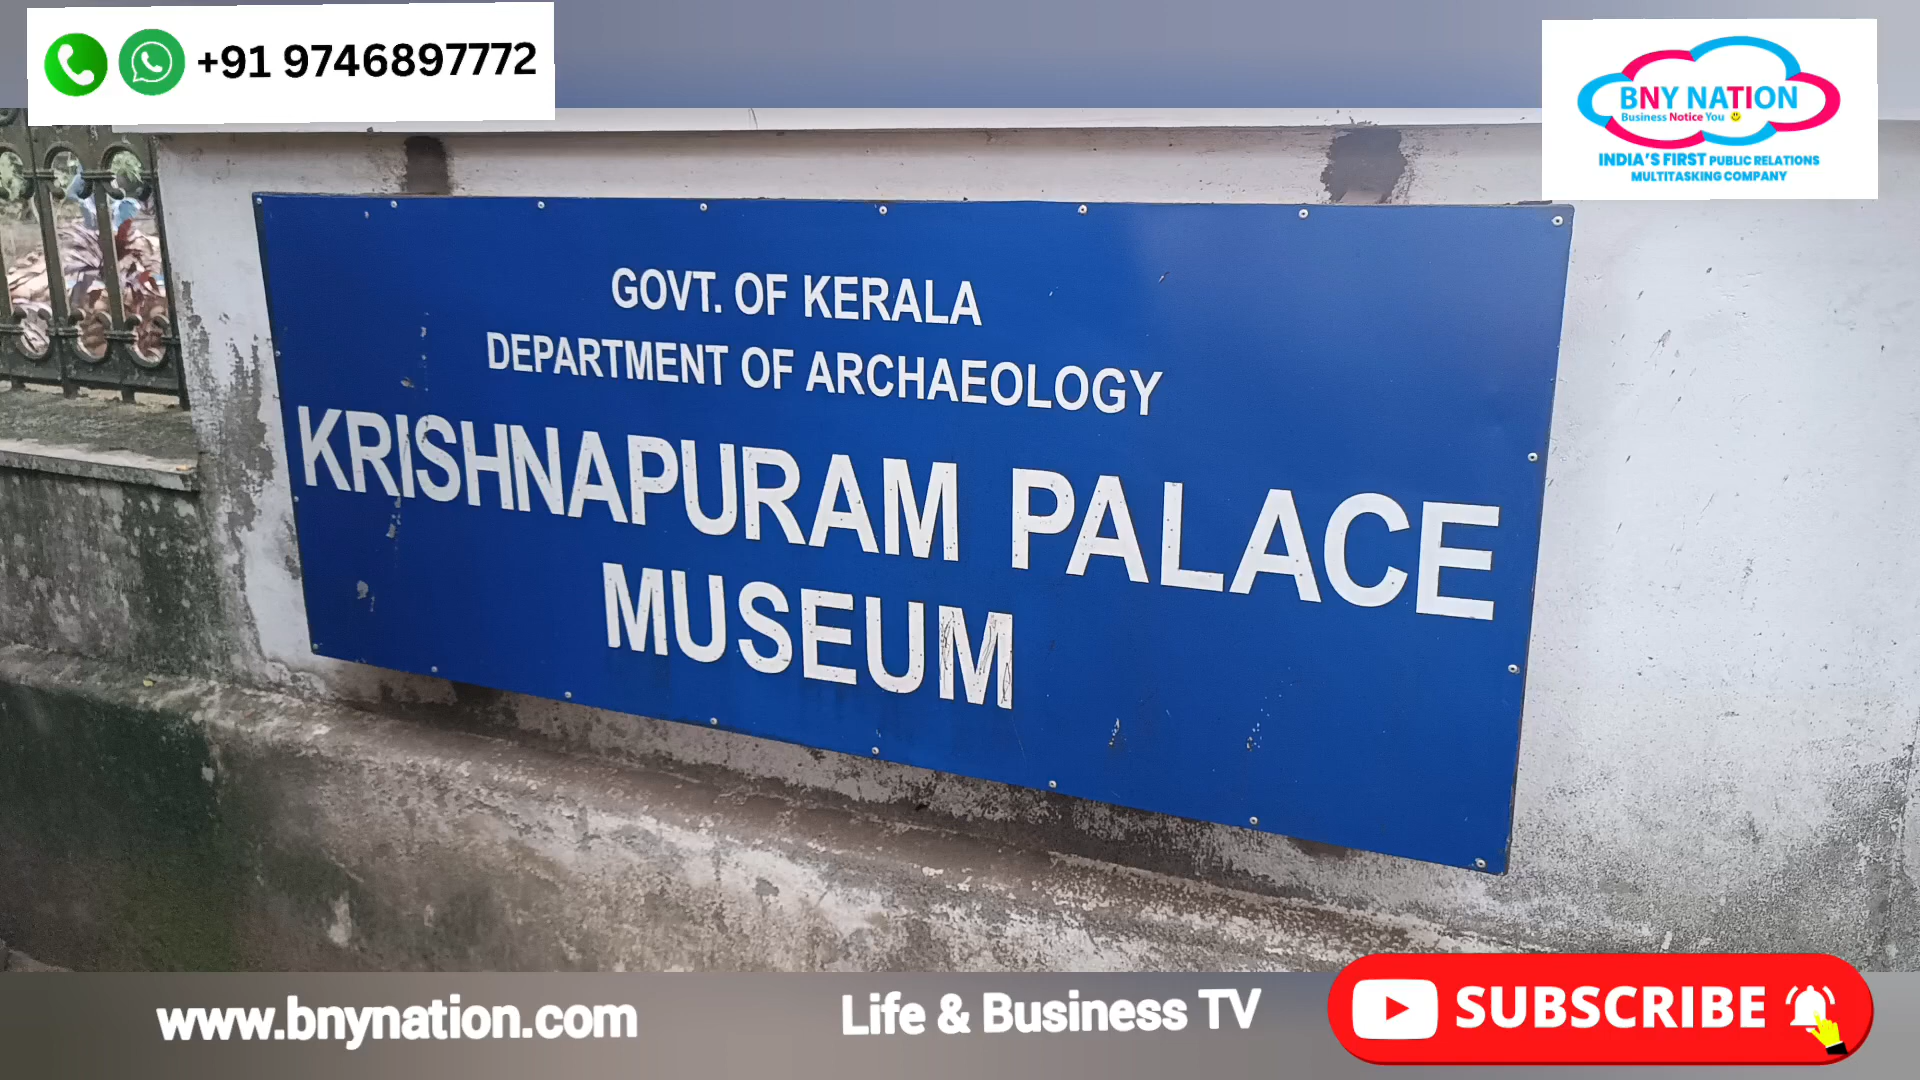 +91 9746897772
BNY NATION
Business Notice You
INDIA'S FIRST PUBLIC RELATIONS
MULTITASKING COMPANY
GOVT. OF KERALA
DEPARTMENT OF ARCHAEOLOGY
KRISHNAPURAM PALACE
MUSEUM
www.bnynation.com
Life & Business TV
SUBSCRIBE